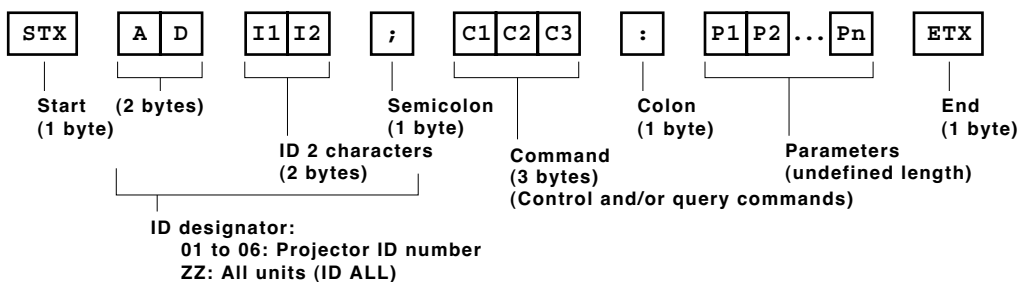 STX A D I1 I2 ; C1 C2 C3 : P1 P2 ... Pn ETX
Start (2 bytes) Semicolon Colon End
(1 byte) (1 byte) (1 byte) (1 byte)
ID 2 characters Command Parameters
(2 bytes) (3 bytes) (undefined length)
(Control and/or query commands)
ID designator:
01 to 06: Projector ID number
ZZ: All units (ID ALL)